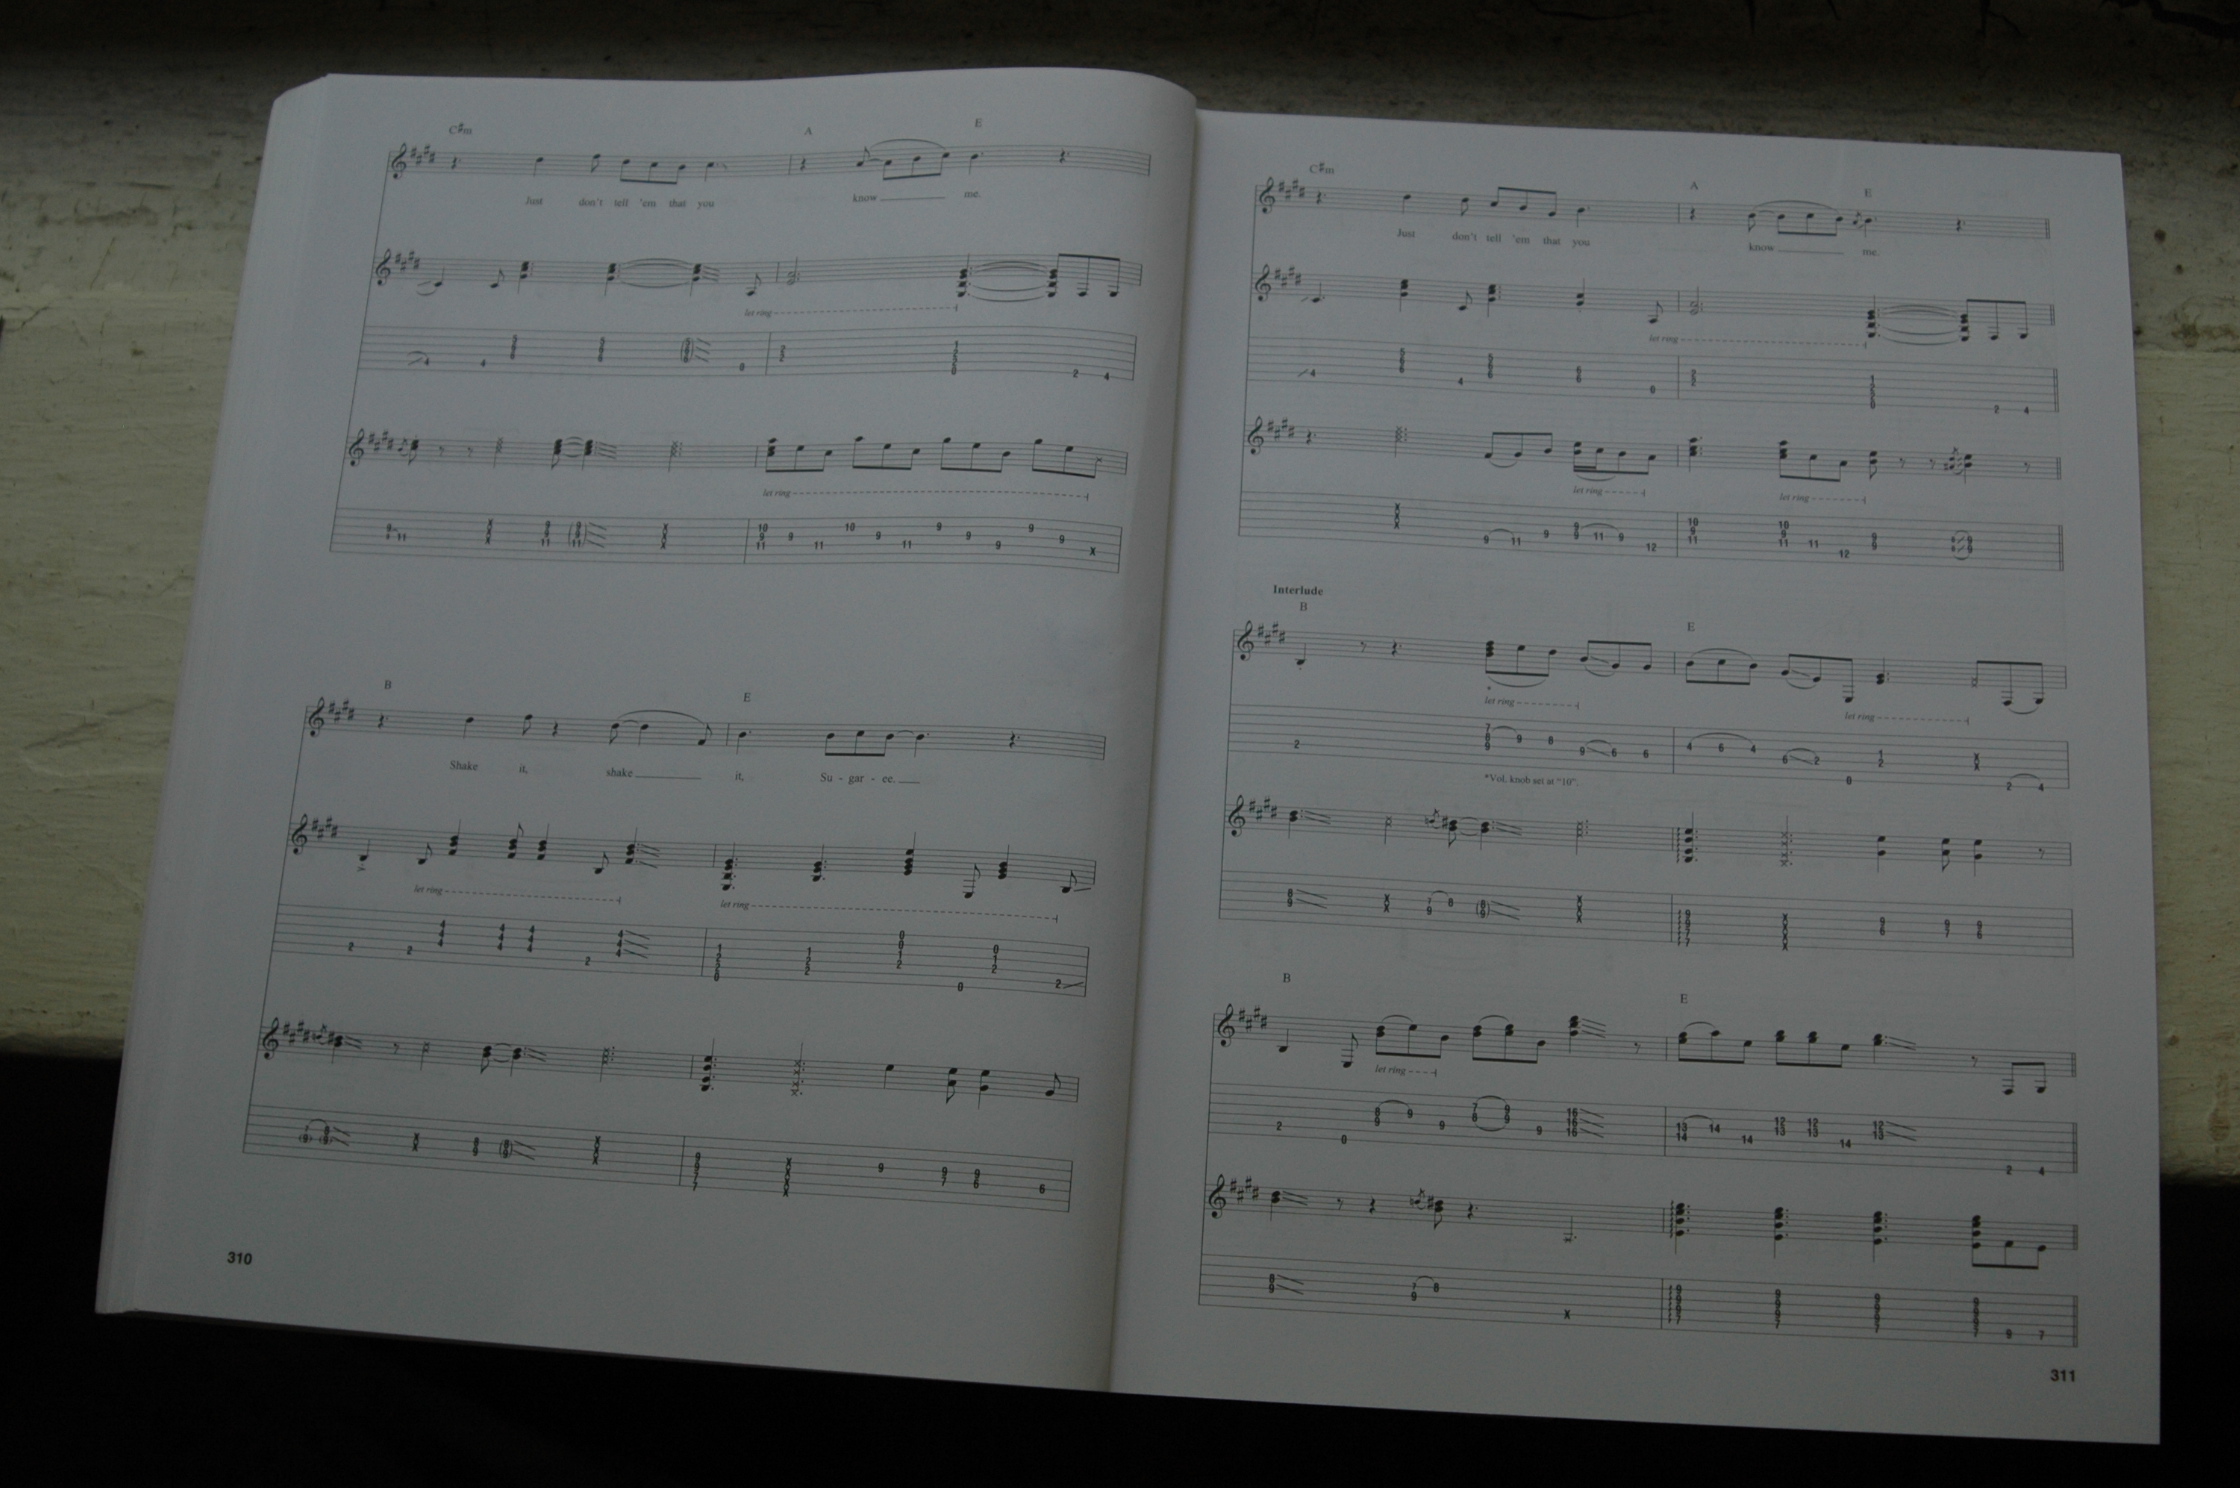 C#m A E
Just don't tell 'em that you know me.
let ring
let ring
B E
Shake it, shake it, Su - gar - ee.
let ring let ring
310
C#m A E
Just don't tell 'em that you know me.
let ring
let ring let ring
Interlude
B E
let ring let ring
*Vol. knob set at "10".
B E
let ring
311